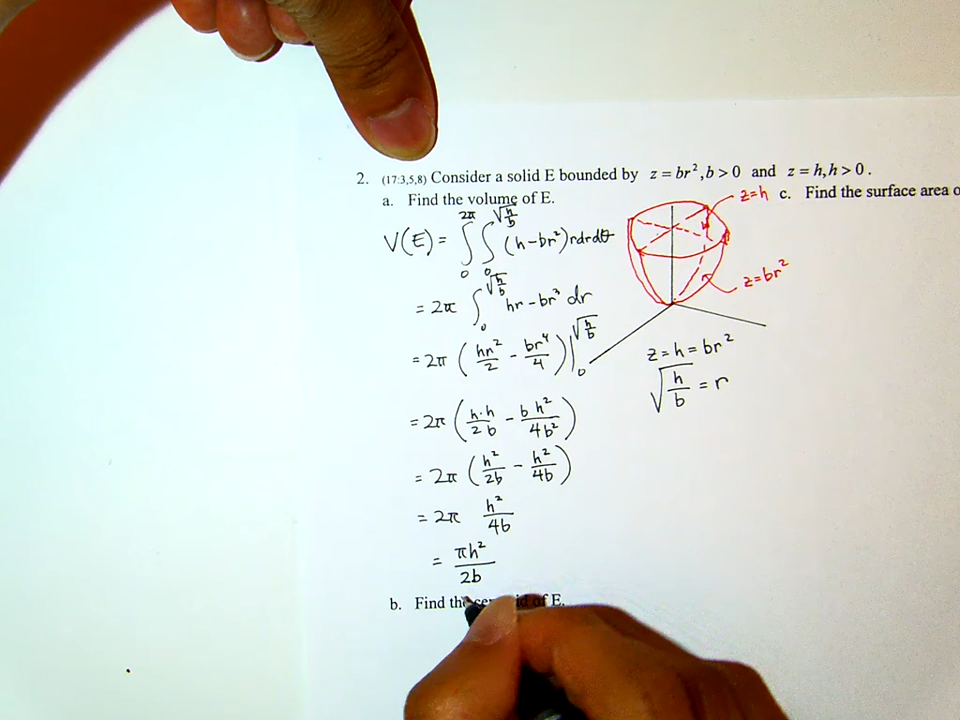 2. (17:3,5,8) Consider a solid E bounded by z = br², b > 0 and z = h, h > 0.
a. Find the volume of E.
c. Find the surface area
V(E) = ∫₀^{2π} ∫₀^{√(h/b)} (h - br²) r dr dθ
= 2π ∫₀^{√(h/b)} hr - br³ dr
= 2π (hr²/2 - br⁴/4) |₀^{√(h/b)}
= 2π (h·h/2b - b h²/4b²)
= 2π (h²/2b - h²/4b)
= 2π h²/4b
= πh²/2b
z=h
z=br²
z = h = br²
√(h/b) = r
b. Find of E.